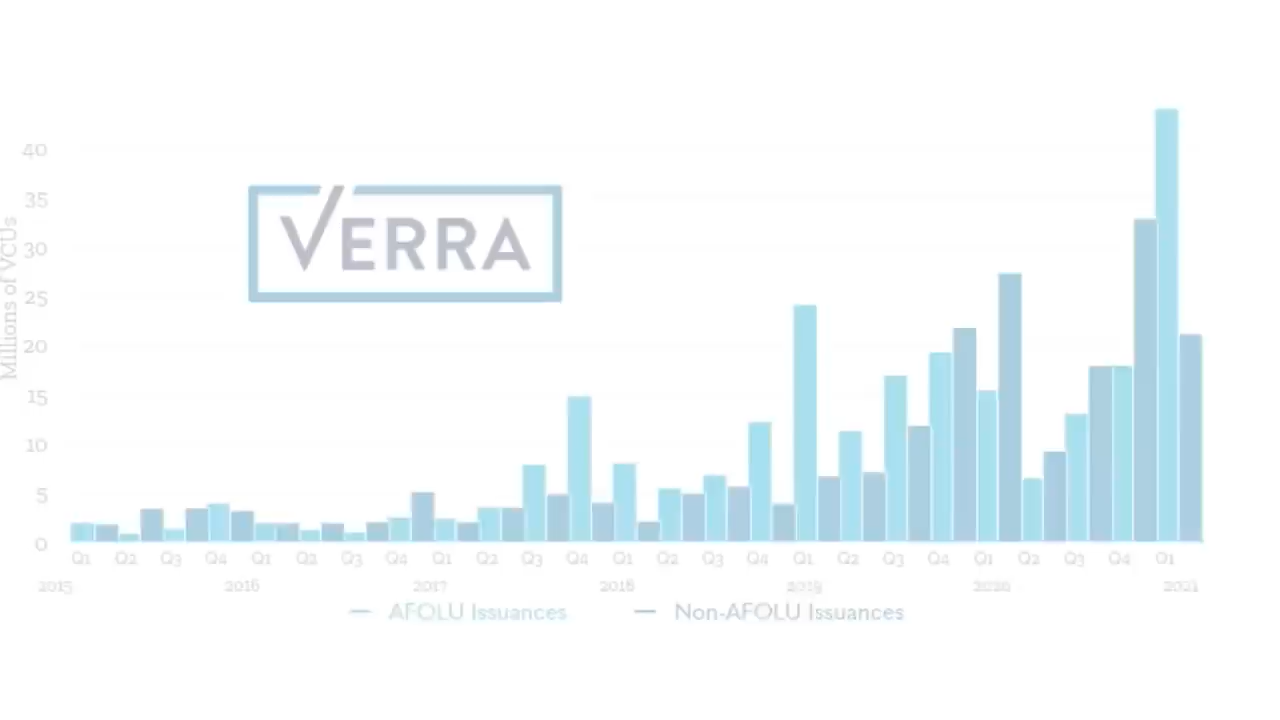 VERRA
Millions of VCUs
40
35
30
25
20
15
10
5
0
Q1 Q2 Q3 Q4 Q1 Q2 Q3 Q4 Q1 Q2 Q3 Q4 Q1 Q2 Q3 Q4 Q1 Q2 Q3 Q4 Q1 Q2 Q3 Q4 Q1
2015 2016 2017 2018 2019 2020 2021
AFOLU Issuances Non-AFOLU Issuances